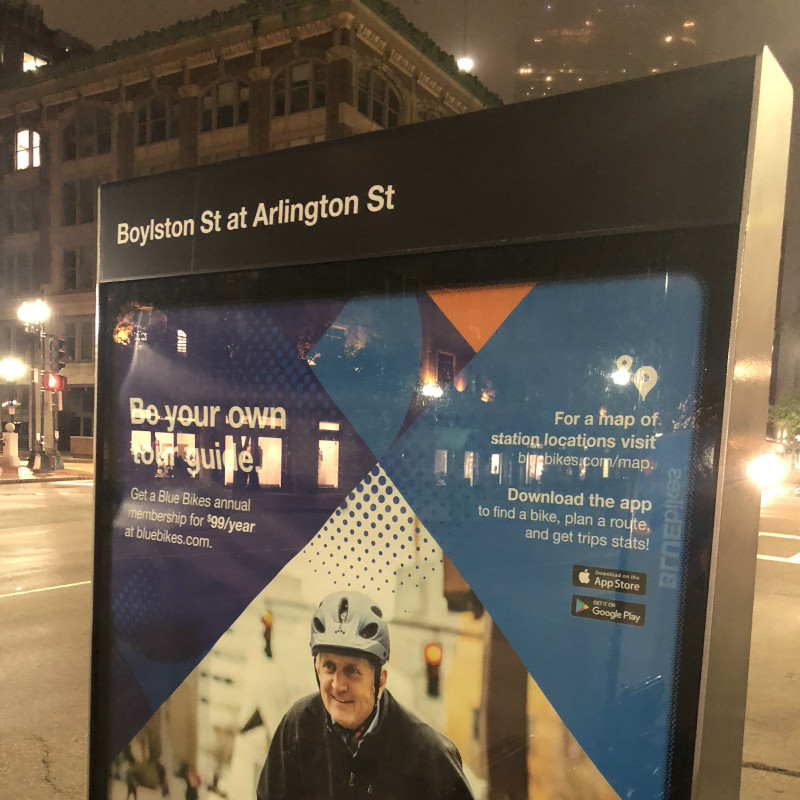 Boylston St at Arlington St
Be your own
tour guide.
Get a Blue Bikes annual
membership for $99/year
at bluebikes.com.
For a map of
station locations visit
bluebikes.com/map.
Download the app
to find a bike, plan a route,
and get trips stats!
Download on the
App Store
GET IT ON
Google Play
BLUEBIKES